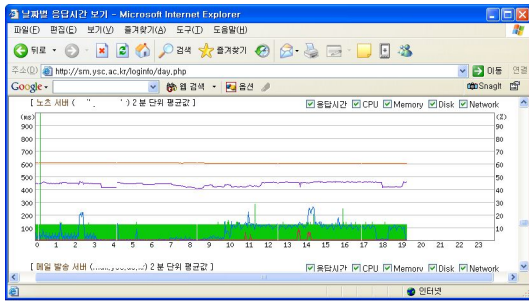 날짜별 응답시간 보기 - Microsoft Internet Explorer
파일(F) 편집(E) 보기(V) 즐겨찾기(A) 도구(T) 도움말(H)
뒤로 검색 즐겨찾기
주소(D) http://sm.ysc.ac.kr/loginfo/day.php 이동 연결
Google 웹 검색 옵션 SnagIt
[ 노츠 서버 ( ) 2 분 단위 평균값 ] 응답시간 CPU Memory Disk Network
(ms) (%)
900 90
800 80
700 70
600 60
500 50
400 40
300 30
200 20
100 10
0 1 2 3 4 5 6 7 8 9 10 11 12 13 14 15 16 17 18 19 20 21 22 23
[ 메일 발송 서버 ( ) 2 분 단위 평균값 ] 응답시간 CPU Memory Disk Network
인터넷